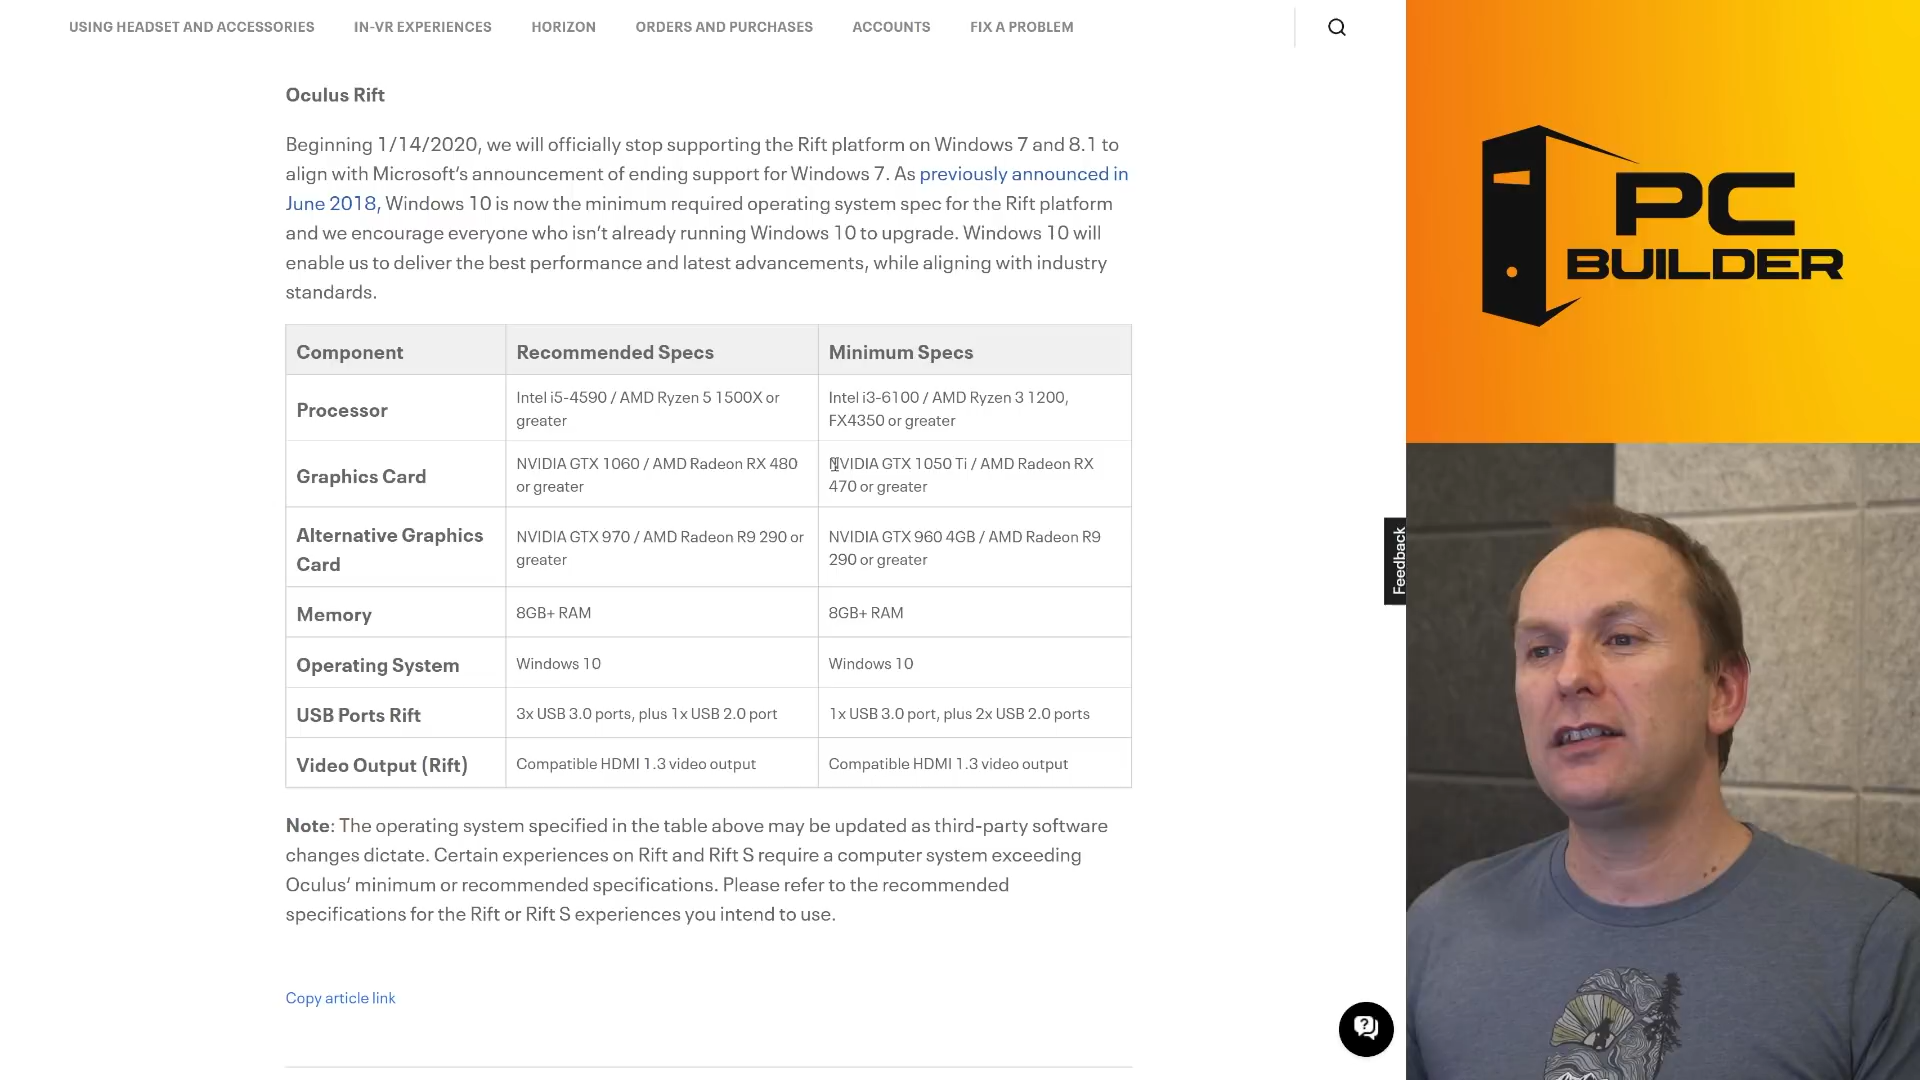 USING HEADSET AND ACCESSORIES IN-VR EXPERIENCES HORIZON ORDERS AND PURCHASES ACCOUNTS FIX A PROBLEM
Oculus Rift
Beginning 1/14/2020, we will officially stop supporting the Rift platform on Windows 7 and 8.1 to
align with Microsoft's announcement of ending support for Windows 7. As previously announced in
June 2018, Windows 10 is now the minimum required operating system spec for the Rift platform
and we encourage everyone who isn't already running Windows 10 to upgrade. Windows 10 will
enable us to deliver the best performance and latest advancements, while aligning with industry
standards.
Component Recommended Specs Minimum Specs
Processor
Intel i5-4590 / AMD Ryzen 5 1500X or
greater
Intel i3-6100 / AMD Ryzen 3 1200,
FX4350 or greater
Graphics Card
NVIDIA GTX 1060 / AMD Radeon RX 480
or greater
NVIDIA GTX 1050 Ti / AMD Radeon RX
470 or greater
Alternative Graphics
Card
NVIDIA GTX 970 / AMD Radeon R9 290 or
greater
NVIDIA GTX 960 4GB / AMD Radeon R9
290 or greater
Memory 8GB+ RAM 8GB+ RAM
Operating System Windows 10 Windows 10
USB Ports Rift 3x USB 3.0 ports, plus 1x USB 2.0 port 1x USB 3.0 port, plus 2x USB 2.0 ports
Video Output (Rift) Compatible HDMI 1.3 video output Compatible HDMI 1.3 video output
Note: The operating system specified in the table above may be updated as third-party software
changes dictate. Certain experiences on Rift and Rift S require a computer system exceeding
Oculus' minimum or recommended specifications. Please refer to the recommended
specifications for the Rift or Rift S experiences you intend to use.
Copy article link
Feedback
PC
BUILDER